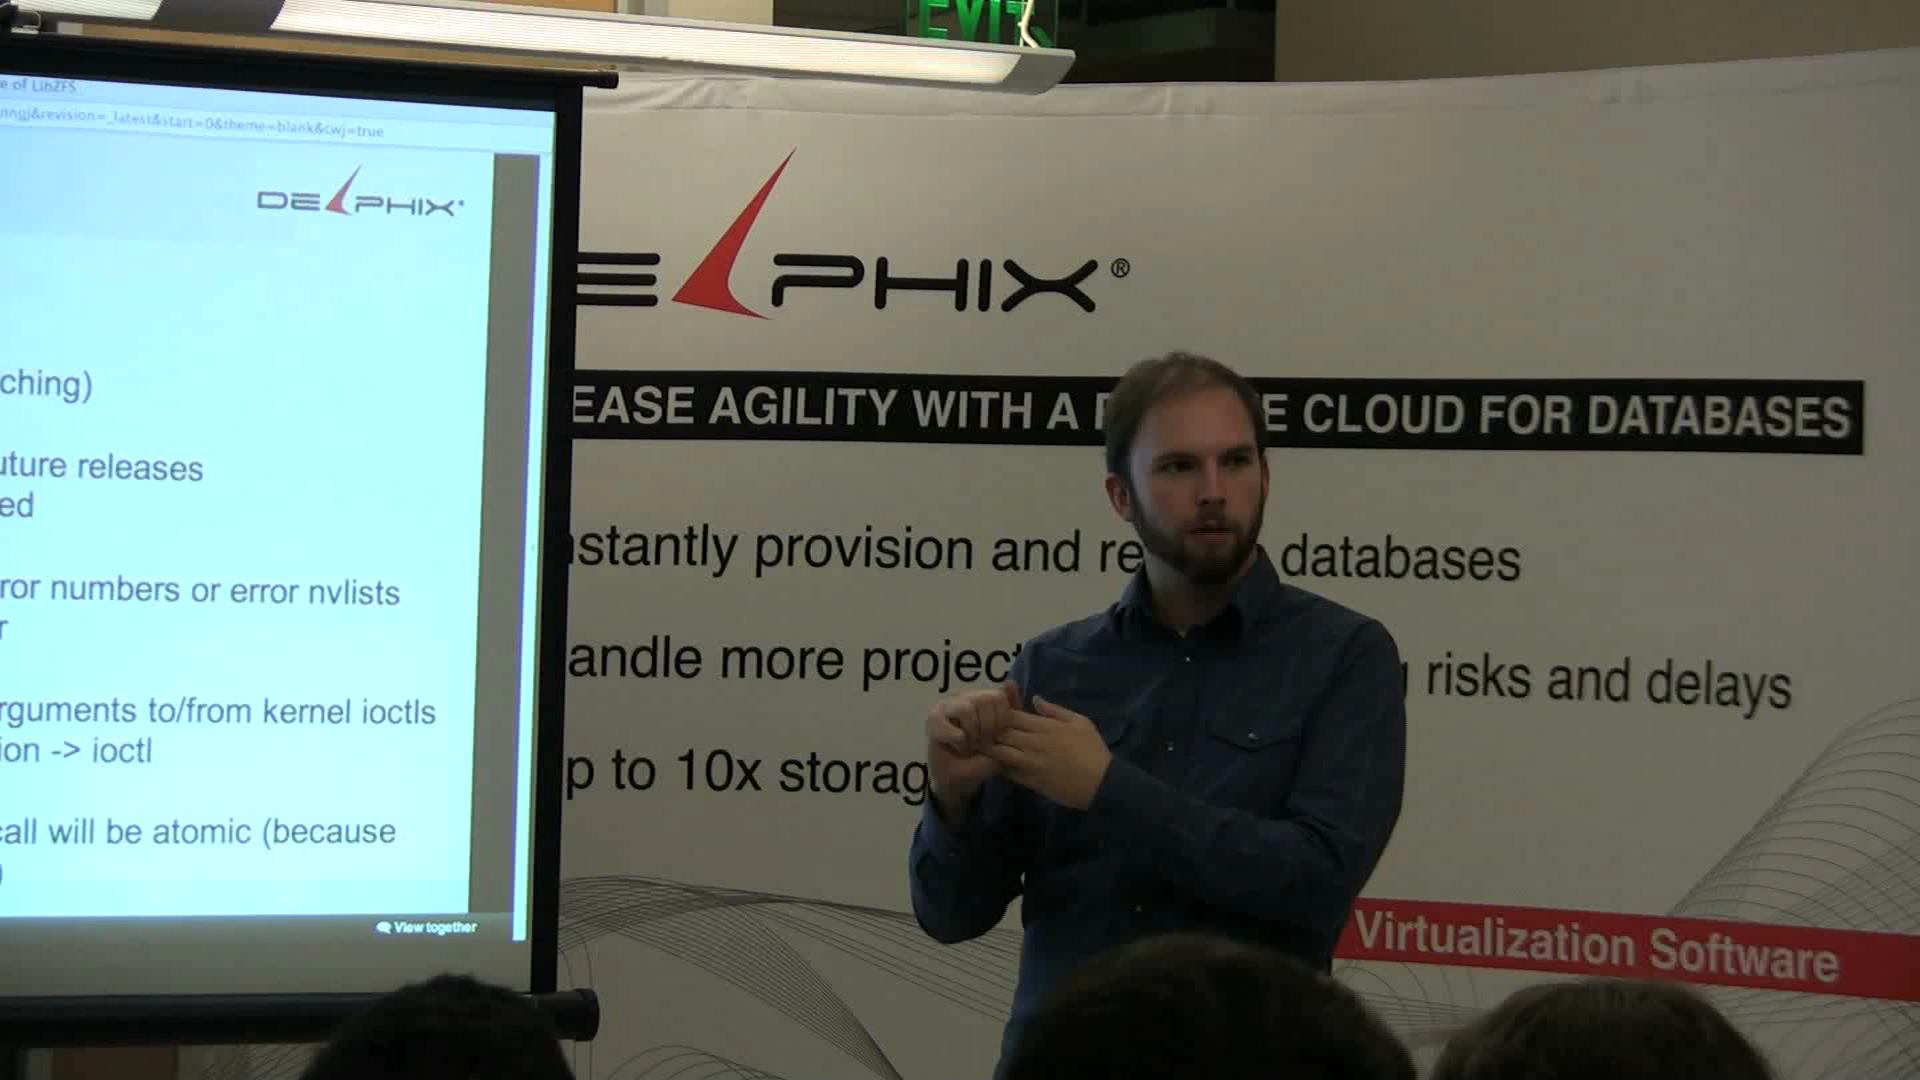 EXIT
e of LibZFS
nngj&revision=_latest&start=0&theme=blank&cwj=true
DELPHIX
ching)
uture releases
ed
ror numbers or error nvlists
r
rguments to/from kernel ioctls
ion -> ioctl
call will be atomic (because
)
View together
ELPHIX®
EASE AGILITY WITH A P E CLOUD FOR DATABASES
nstantly provision and re databases
andle more project risks and delays
p to 10x storag
Virtualization Software